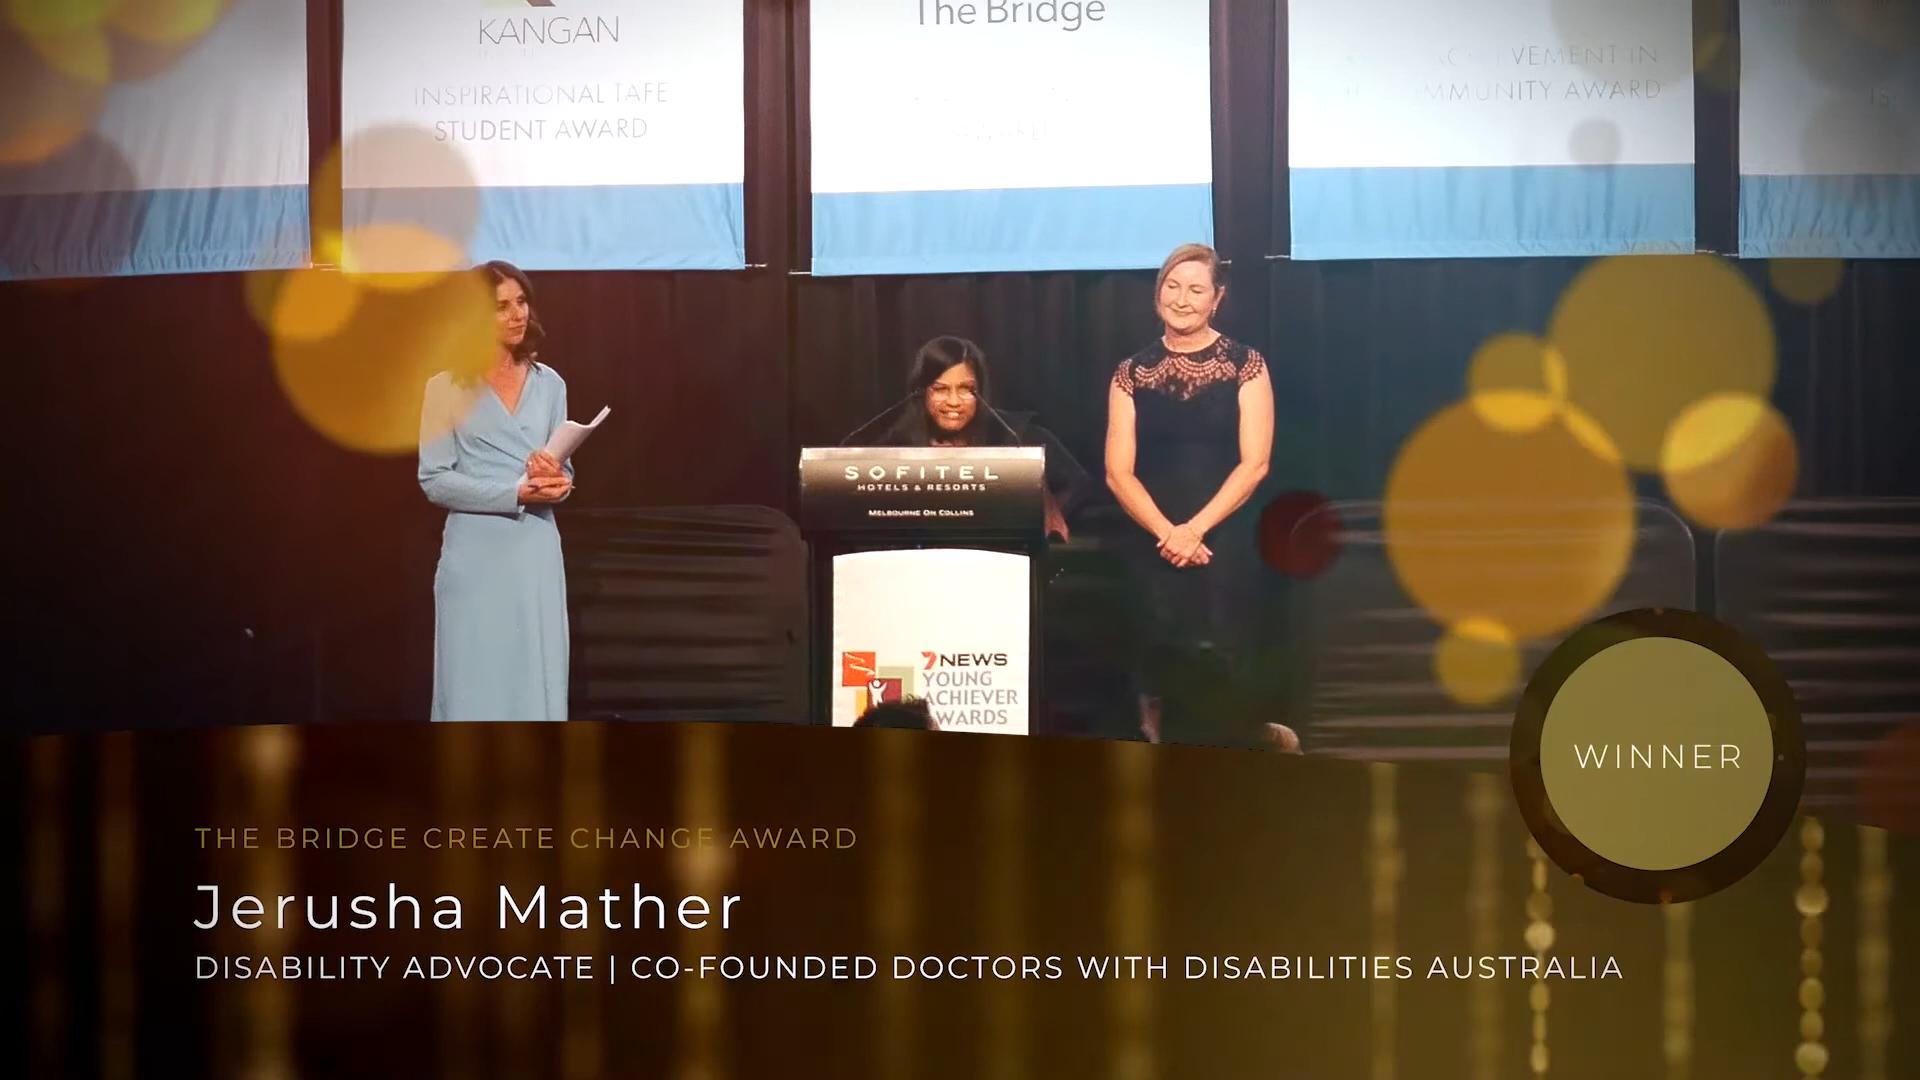 KANGAN
INSPIRATIONAL TAFE
STUDENT AWARD
The Bridge
VEMENT IN
MMUNITY AWARD
SOFITEL
HOTELS & RESORTS
MELBOURNE ON COLLINS
7NEWS
YOUNG
ACHIEVER
AWARDS
WINNER
THE BRIDGE CREATE CHANGE AWARD
Jerusha Mather
DISABILITY ADVOCATE | CO-FOUNDED DOCTORS WITH DISABILITIES AUSTRALIA